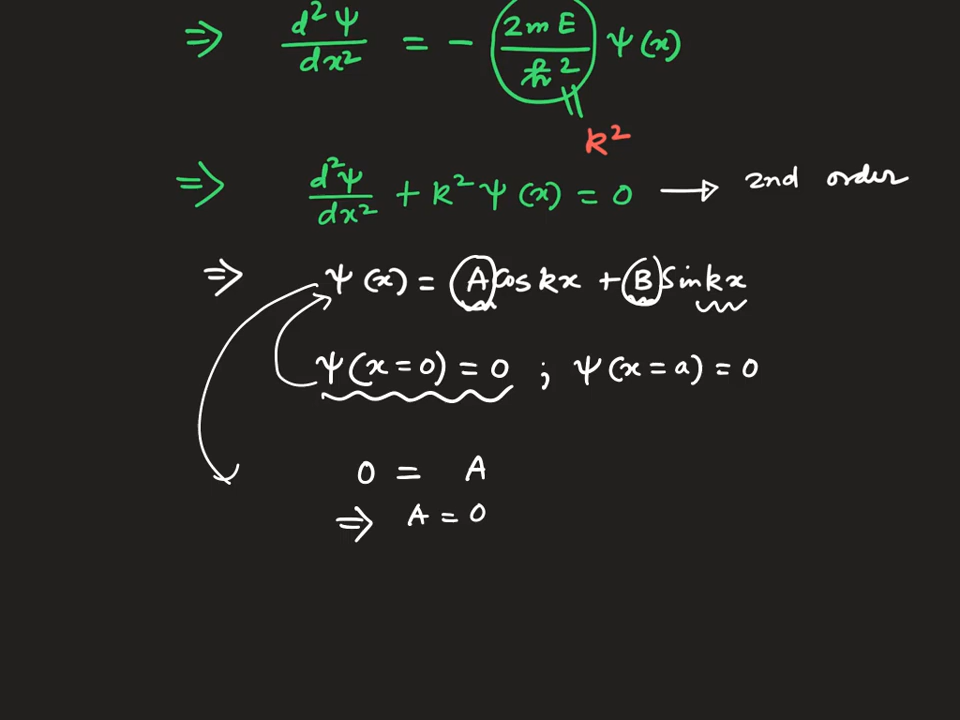 ⇒ d²Ψ/dx² = - (2mE/ħ²) Ψ(x)
|| k²
⇒ d²Ψ/dx² + k² Ψ(x) = 0 → 2nd order
⇒ Ψ(x) = A Cos kx + B Sin kx
Ψ(x = 0) = 0 ; Ψ(x = a) = 0
0 = A
⇒ A = 0